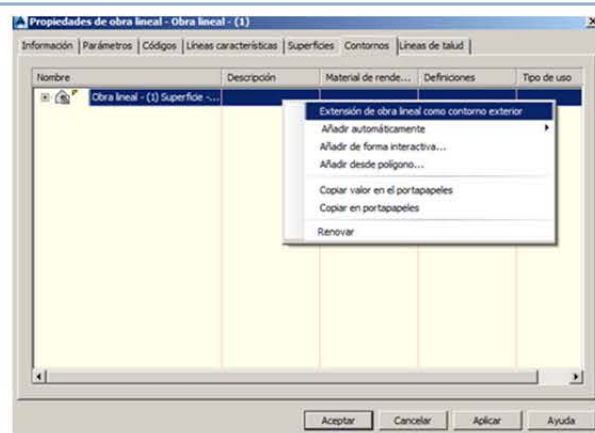 Propiedades de obra lineal - Obra lineal - (1)
Información Parámetros Códigos Líneas características Superficies Contornos Líneas de talud
Nombre Descripción Material de rende... Definiciones Tipo de uso
Obra lineal - (1) Superficie -...
Extensión de obra lineal como contorno exterior
Añadir automáticamente
Añadir de forma interactiva...
Añadir desde polígono...
Copiar valor en el portapapeles
Copiar en portapapeles
Renovar
Aceptar Cancelar Aplicar Ayuda